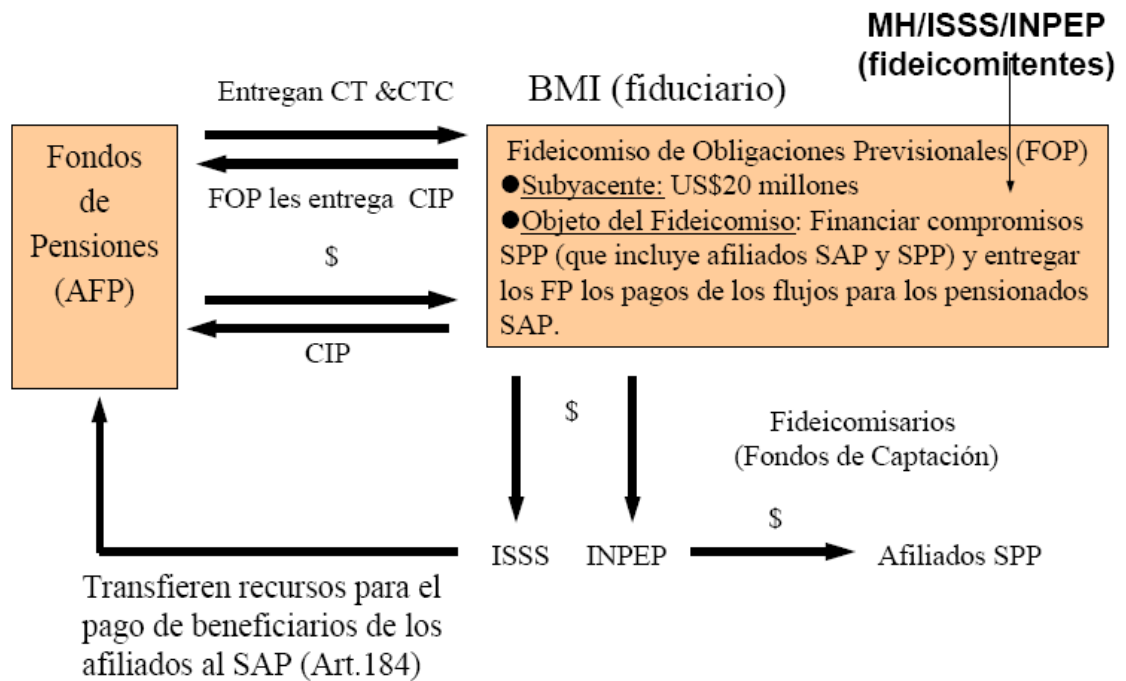 MH/ISSS/INPEP
(fideicomitentes)
Entregan CT &CTC
BMI (fiduciario)
Fondos
de
Pensiones
(AFP)
FOP les entrega CIP
$
CIP
Fideicomiso de Obligaciones Previsionales (FOP)
●Subyacente: US$20 millones
●Objeto del Fideicomiso: Financiar compromisos
SPP (que incluye afiliados SAP y SPP) y entregar
los FP los pagos de los flujos para los pensionados
SAP.
$
Fideicomisarios
(Fondos de Captación)
$
ISSS
INPEP
Afiliados SPP
Transfieren recursos para el
pago de beneficiarios de los
afiliados al SAP (Art.184)